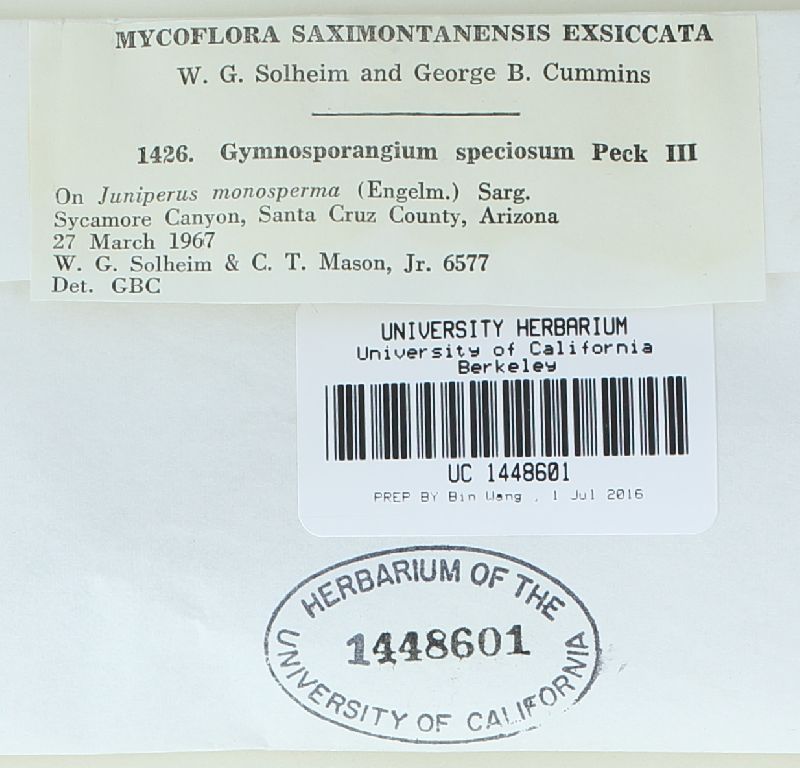 MYCOFLORA SAXIMONTANENSIS EXSICCATA
W. G. Solheim and George B. Cummins
1426. Gymnosporangium speciosum Peck III
On Juniperus monosperma (Engelm.) Sarg.
Sycamore Canyon, Santa Cruz County, Arizona
27 March 1967
W. G. Solheim & C. T. Mason, Jr. 6577
Det. GBC
UNIVERSITY HERBARIUM
University of California
Berkeley
UC 1448601
PREP BY Bin Wang , 1 Jul 2016
HERBARIUM OF THE
1448601
UNIVERSITY OF CALIFORNIA